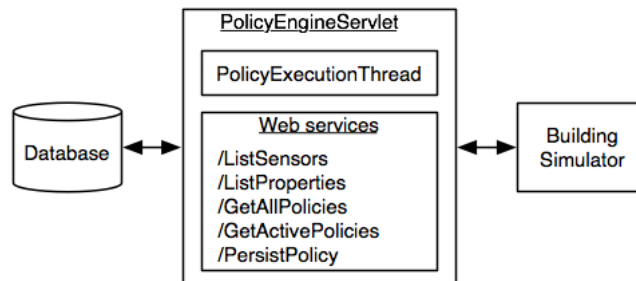 PolicyEngineServlet
PolicyExecutionThread
Web services
/ListSensors
/ListProperties
/GetAllPolicies
/GetActivePolicies
/PersistPolicy
Database
Building
Simulator